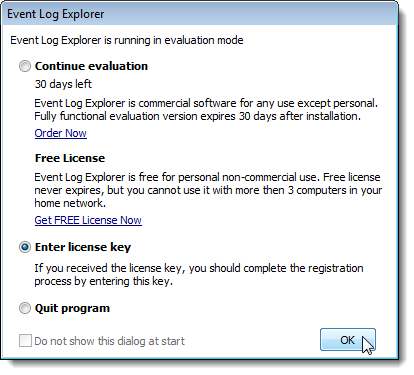 Event Log Explorer
Event Log Explorer is running in evaluation mode
Continue evaluation
30 days left
Event Log Explorer is commercial software for any use except personal.
Fully functional evaluation version expires 30 days after installation.
Order Now
Free License
Event Log Explorer is free for personal non-commercial use. Free license
never expires, but you cannot use it with more then 3 computers in your
home network.
Get FREE License Now
Enter license key
If you received the license key, you should complete the registration
process by entering this key.
Quit program
Do not show this dialog at start
OK